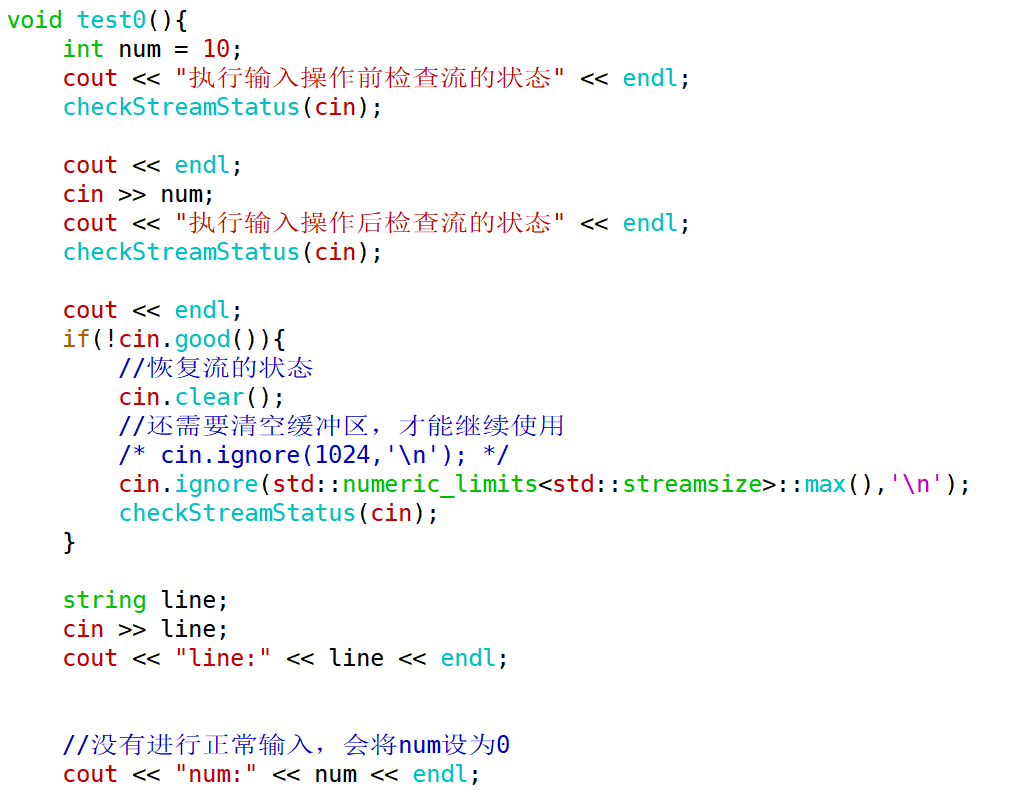 void test0(){
    int num = 10;
    cout << "执行输入操作前检查流的状态" << endl;
    checkStreamStatus(cin);

    cout << endl;
    cin >> num;
    cout << "执行输入操作后检查流的状态" << endl;
    checkStreamStatus(cin);

    cout << endl;
    if(!cin.good()){
        //恢复流的状态
        cin.clear();
        //还需要清空缓冲区，才能继续使用
        /* cin.ignore(1024,'\n'); */
        cin.ignore(std::numeric_limits<std::streamsize>::max(),'\n');
        checkStreamStatus(cin);
    }

    string line;
    cin >> line;
    cout << "line:" << line << endl;


    //没有进行正常输入，会将num设为0
    cout << "num:" << num << endl;